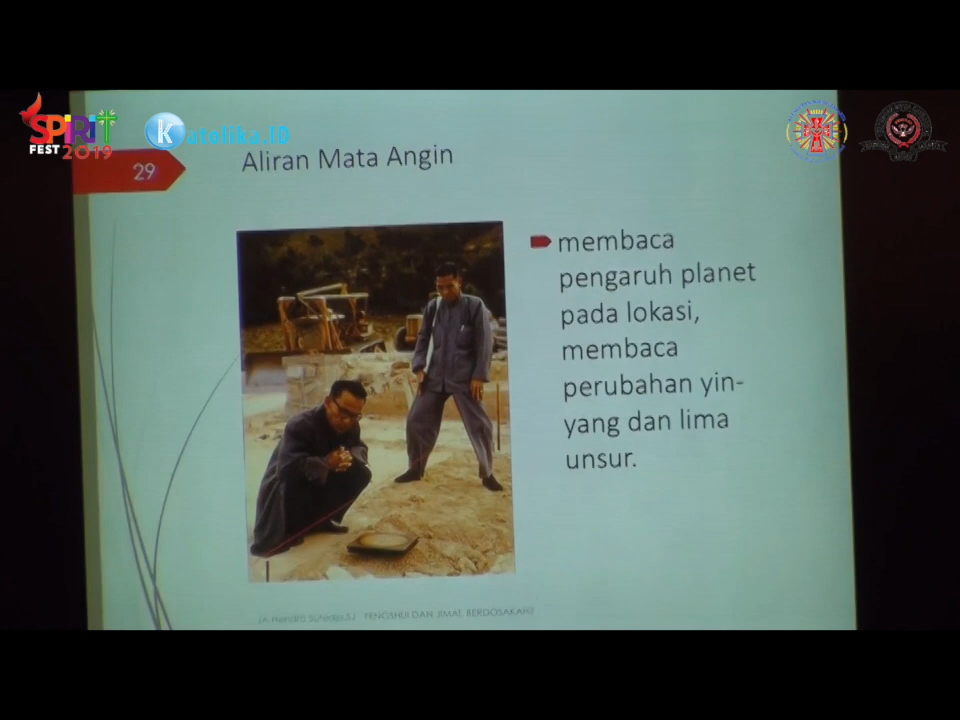 SPiRiT
FEST 2019
Katolika.ID
29
Aliran Mata Angin
membaca
pengaruh planet
pada lokasi,
membaca
perubahan yin-
yang dan lima
unsur.
FENGSHUI DAN JIMAT, BERDOSAKAH?